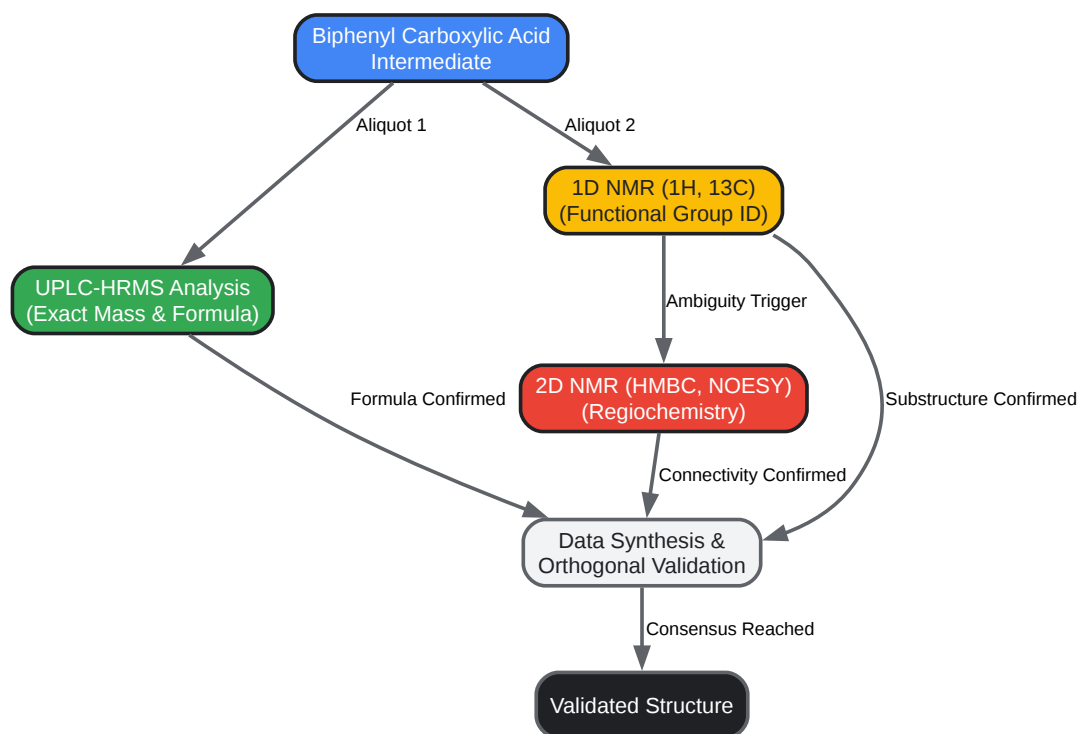 Biphenyl Carboxylic Acid
Intermediate
Aliquot 1
Aliquot 2
1D NMR (1H, 13C)
(Functional Group ID)
UPLC-HRMS Analysis
(Exact Mass & Formula)
Ambiguity Trigger
2D NMR (HMBC, NOESY)
(Regiochemistry)
Formula Confirmed
Substructure Confirmed
Connectivity Confirmed
Data Synthesis &
Orthogonal Validation
Consensus Reached
Validated Structure